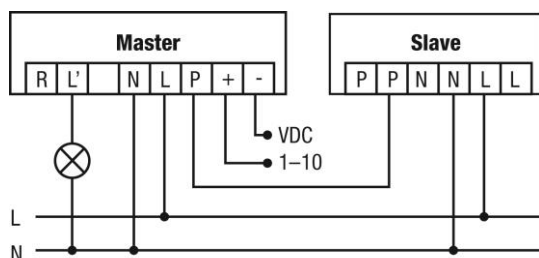 Master Slave
R L’ N L P + - P P N N L L
VDC
1–10
L
N